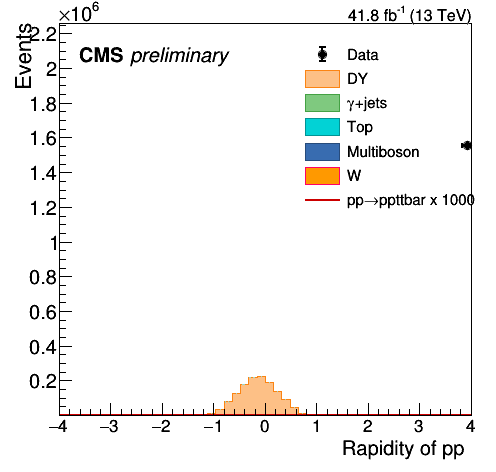 ×10⁶
41.8 fb⁻¹ (13 TeV)
Events
CMS preliminary
Data
DY
γ+jets
Top
Multiboson
W
pp→ppttbar x 1000
2.2
2
1.8
1.6
1.4
1.2
1
0.8
0.6
0.4
0.2
−4 −3 −2 −1 0 1 2 3 4
Rapidity of pp